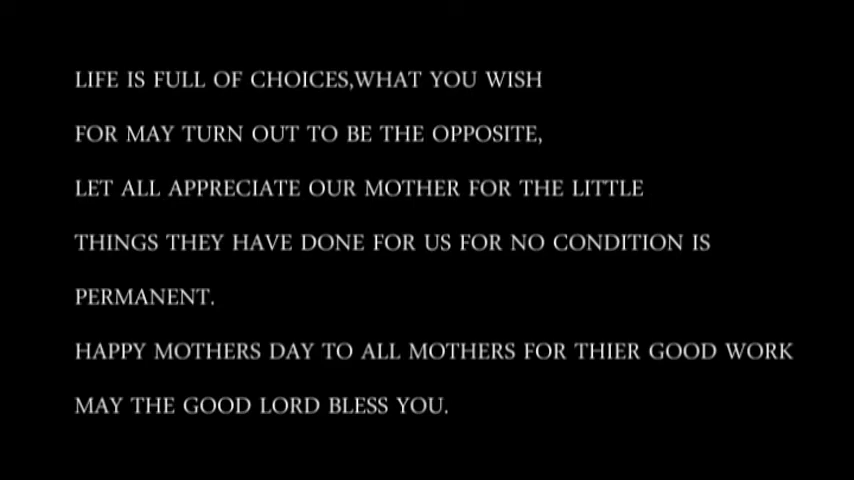 LIFE IS FULL OF CHOICES,WHAT YOU WISH
FOR MAY TURN OUT TO BE THE OPPOSITE,
LET ALL APPRECIATE OUR MOTHER FOR THE LITTLE
THINGS THEY HAVE DONE FOR US FOR NO CONDITION IS
PERMANENT.
HAPPY MOTHERS DAY TO ALL MOTHERS FOR THIER GOOD WORK
MAY THE GOOD LORD BLESS YOU.